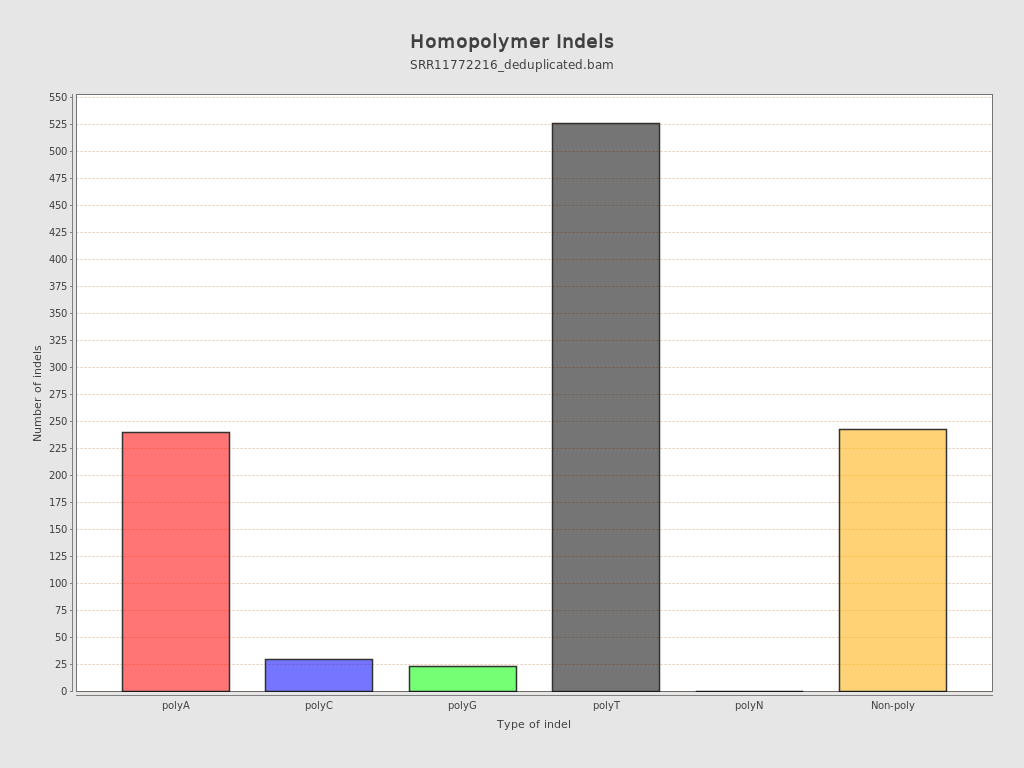 Homopolymer Indels
SRR11772216_deduplicated.bam
Number of indels
550
525
500
475
450
425
400
375
350
325
300
275
250
225
200
175
150
125
100
75
50
25
0
polyA
polyC
polyG
polyT
polyN
Non-poly
Type of indel